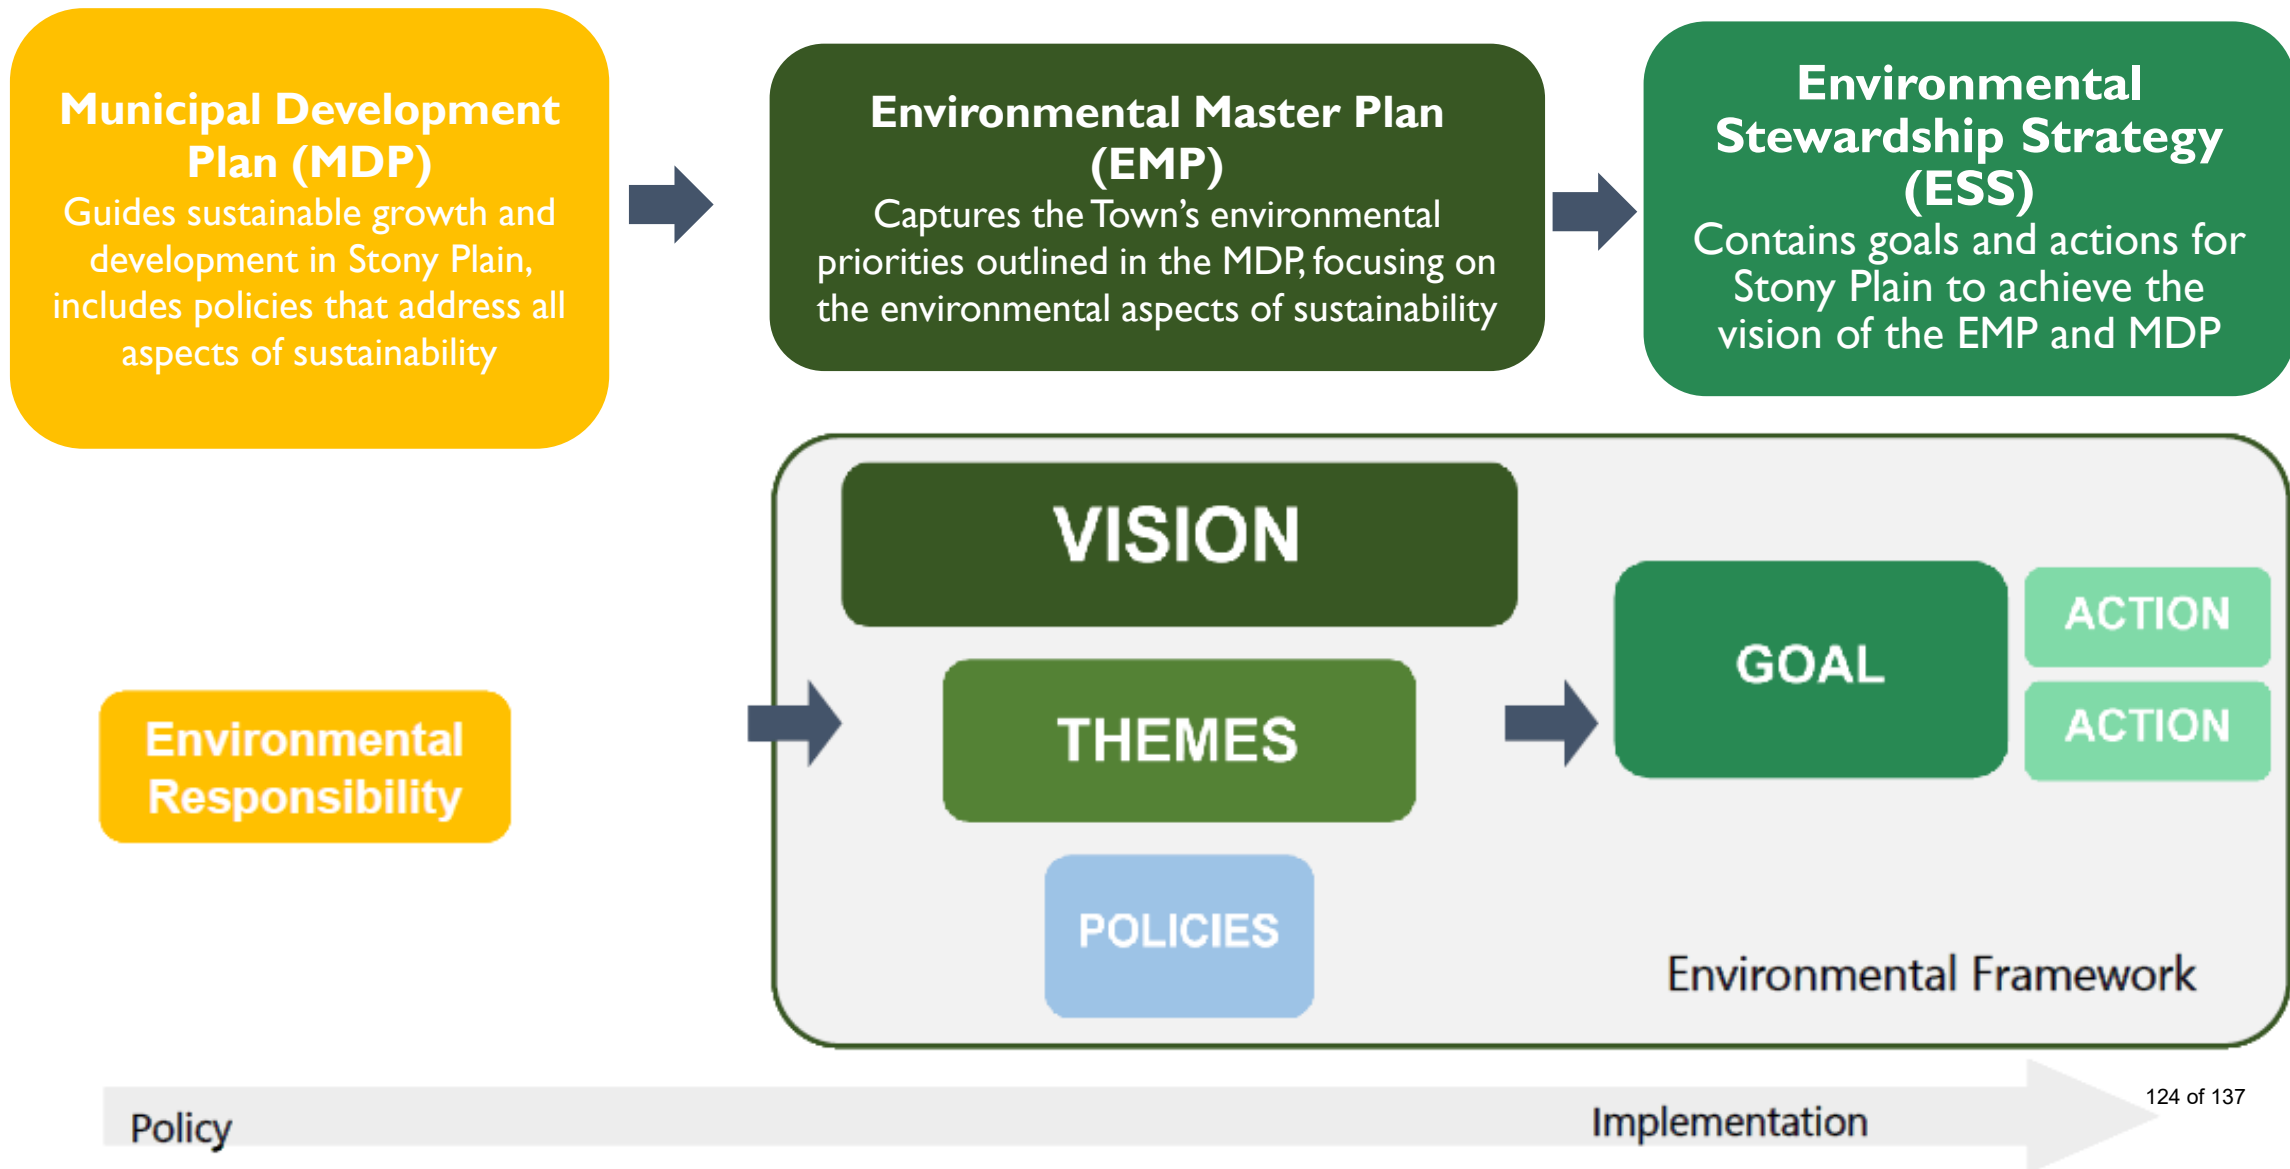 Municipal Development
Plan (MDP)
Guides sustainable growth and
development in Stony Plain,
includes policies that address all
aspects of sustainability
Environmental Master Plan
(EMP)
Captures the Town's environmental
priorities outlined in the MDP, focusing on
the environmental aspects of sustainability
Environmental
Stewardship Strategy
(ESS)
Contains goals and actions for
Stony Plain to achieve the
vision of the EMP and MDP
Environmental
Responsibility
VISION
THEMES
POLICIES
GOAL
ACTION
ACTION
Environmental Framework
Policy
Implementation
124 of 137